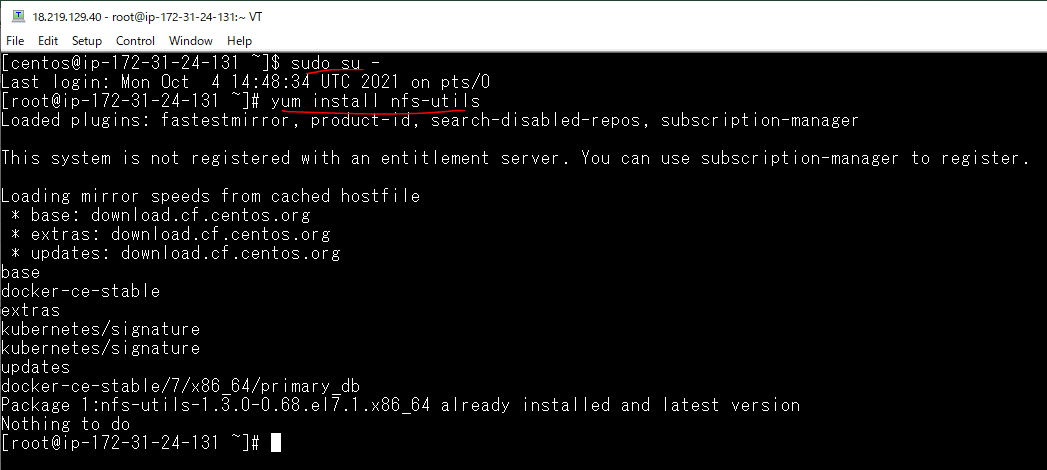 18.219.129.40 - root@ip-172-31-24-131:~ VT
File Edit Setup Control Window Help
[centos@ip-172-31-24-131 ~]$ sudo su -
Last login: Mon Oct  4 14:48:34 UTC 2021 on pts/0
[root@ip-172-31-24-131 ~]# yum install nfs-utils
Loaded plugins: fastestmirror, product-id, search-disabled-repos, subscription-manager
This system is not registered with an entitlement server. You can use subscription-manager to register.
Loading mirror speeds from cached hostfile
 * base: download.cf.centos.org
 * extras: download.cf.centos.org
 * updates: download.cf.centos.org
base
docker-ce-stable
extras
kubernetes/signature
kubernetes/signature
updates
docker-ce-stable/7/x86_64/primary_db
Package 1:nfs-utils-1.3.0-0.68.el7.1.x86_64 already installed and latest version
Nothing to do
[root@ip-172-31-24-131 ~]#